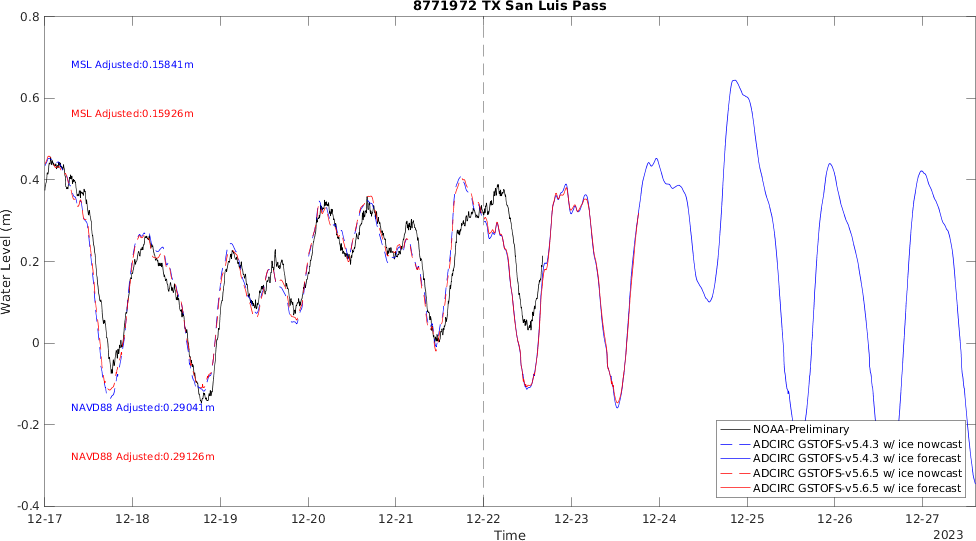 8771972 TX San Luis Pass
0.8
0.6
0.4
0.2
0
-0.2
-0.4
Water Level (m)
MSL Adjusted:0.15841m
MSL Adjusted:0.15926m
NAVD88 Adjusted:0.29041m
NAVD88 Adjusted:0.29126m
NOAA-Preliminary
ADCIRC GSTOFS-v5.4.3 w/ ice nowcast
ADCIRC GSTOFS-v5.4.3 w/ ice forecast
ADCIRC GSTOFS-v5.6.5 w/ ice nowcast
ADCIRC GSTOFS-v5.6.5 w/ ice forecast
12-17 12-18 12-19 12-20 12-21 12-22 12-23 12-24 12-25 12-26 12-27
Time
2023